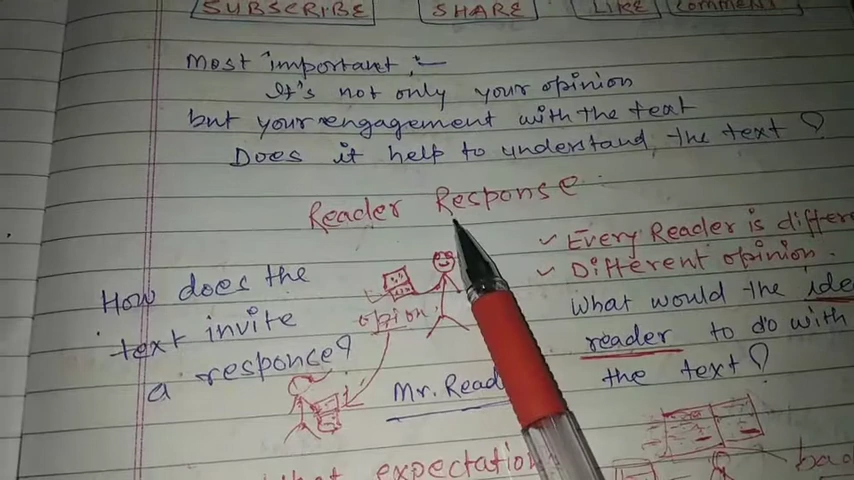 SUBSCRIBE SHARE LIKE Comment
Most important :-
It's not only your opinion
but your engagement with the text
Does it help to understand the text ?
Reader Response
✓ Every Reader is differ
✓ Different opinion.
How does the
text invite
a responce?
opinion
Mr. Read
What would the ide
reader to do with
the text ?
that expectation